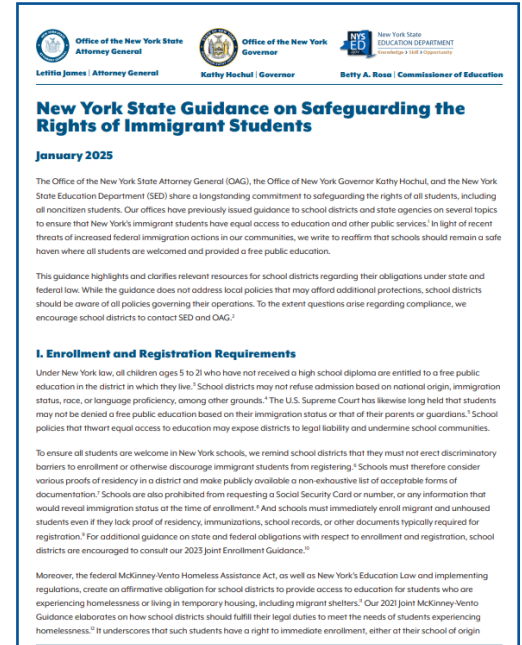 Office of the New York State
Attorney General
Letitia James | Attorney General
Office of the New York
Governor
Kathy Hochul | Governor
NYS
ED
.GOV
New York State
EDUCATION DEPARTMENT
Knowledge > Skill > Opportunity
Betty A. Rosa | Commissioner of Education
New York State Guidance on Safeguarding the
Rights of Immigrant Students
January 2025
The Office of the New York State Attorney General (OAG), the Office of New York Governor Kathy Hochul, and the New York
State Education Department (SED) share a longstanding commitment to safeguarding the rights of all students, including
all noncitizen students. Our offices have previously issued guidance to school districts and state agencies on several topics
to ensure that New York's immigrant students have equal access to education and other public services.¹ In light of recent
threats of increased federal immigration actions in our communities, we write to reaffirm that schools should remain a safe
haven where all students are welcomed and provided a free public education.
This guidance highlights and clarifies relevant resources for school districts regarding their obligations under state and
federal law. While the guidance does not address local policies that may afford additional protections, school districts
should be aware of all policies governing their operations. To the extent questions arise regarding compliance, we
encourage school districts to contact SED and OAG.²
I. Enrollment and Registration Requirements
Under New York law, all children ages 5 to 21 who have not received a high school diploma are entitled to a free public
education in the district in which they live.³ School districts may not refuse admission based on national origin, immigration
status, race, or language proficiency, among other grounds.⁴ The U.S. Supreme Court has likewise long held that students
may not be denied a free public education based on their immigration status or that of their parents or guardians.⁵ School
policies that thwart equal access to education may expose districts to legal liability and undermine school communities.
To ensure all students are welcome in New York schools, we remind school districts that they must not erect discriminatory
barriers to enrollment or otherwise discourage immigrant students from registering.⁶ Schools must therefore consider
various proofs of residency in a district and make publicly available a non-exhaustive list of acceptable forms of
documentation.⁷ Schools are also prohibited from requesting a Social Security Card or number, or any information that
would reveal immigration status at the time of enrollment.⁸ And schools must immediately enroll migrant and unhoused
students even if they lack proof of residency, immunizations, school records, or other documents typically required for
registration.⁹ For additional guidance on state and federal obligations with respect to enrollment and registration, school
districts are encouraged to consult our 2023 Joint Enrollment Guidance.¹⁰
Moreover, the federal McKinney-Vento Homeless Assistance Act, as well as New York's Education Law and implementing
regulations, create an affirmative obligation for school districts to provide access to education for students who are
experiencing homelessness or living in temporary housing, including migrant shelters.¹¹ Our 2021 Joint McKinney-Vento
Guidance elaborates on how school districts should fulfill their legal duties to meet the needs of students experiencing
homelessness.¹² It underscores that such students have a right to immediate enrollment, either at their school of origin